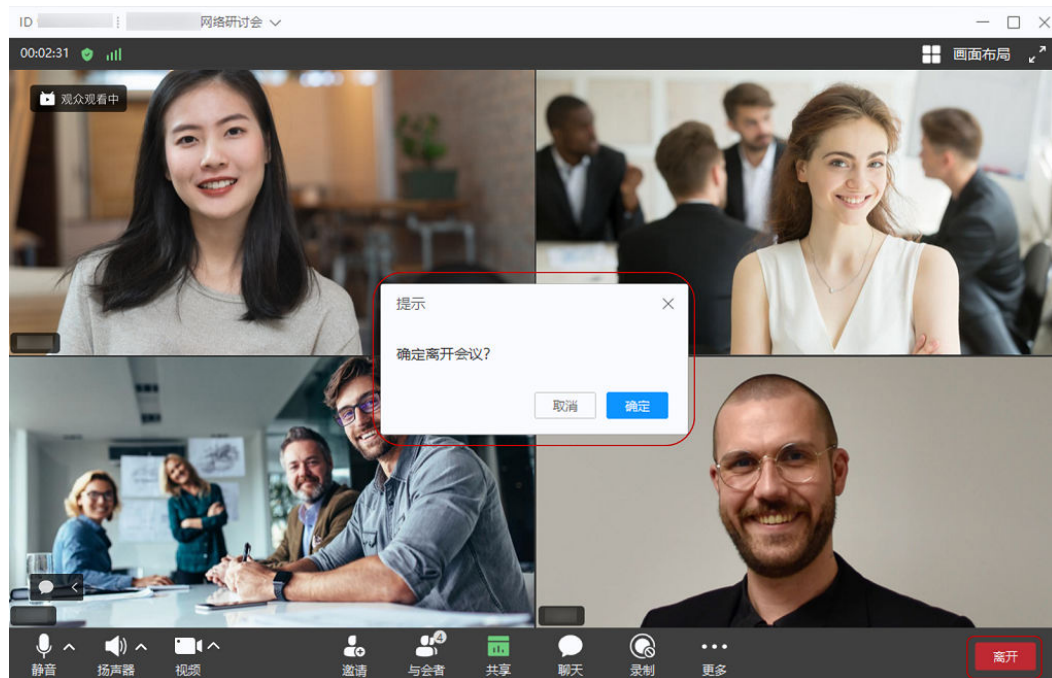 ID
网络研讨会
00:02:31
画面布局
观众观看中
提示
确定离开会议?
取消
确定
静音
扬声器
视频
邀请
4
与会者
共享
聊天
录制
更多
离开